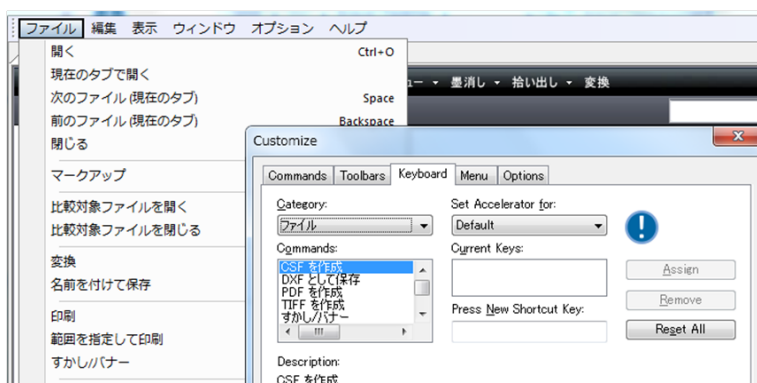 ファイル 編集 表示 ウィンドウ オプション ヘルプ
開く Ctrl+O
現在のタブで開く
次のファイル (現在のタブ) Space
前のファイル (現在のタブ) Backspace
閉じる
マークアップ
比較対象ファイルを開く
比較対象ファイルを閉じる
変換
名前を付けて保存
印刷
範囲を指定して印刷
すかし/バナー
ュー 墨消し 拾い出し 変換
Customize
Commands Toolbars Keyboard Menu Options
Category: Set Accelerator for:
ファイル Default
Commands: Current Keys:
CSF を作成
DXF として保存
PDF を作成
TIFF を作成
すかし/バナー
Press New Shortcut Key:
Assign
Remove
Reset All
Description:
CSF を作成